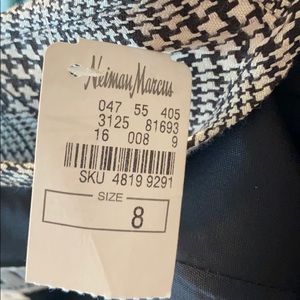 Neiman Marcus
047 55 405
3125 81693
16 008 9
SKU 4819 9291
SIZE
8